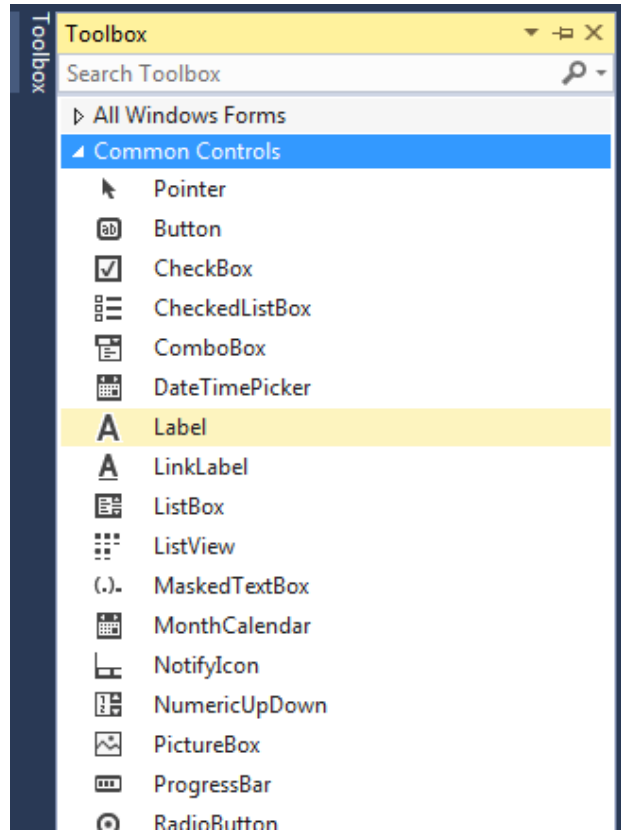 Toolbox
Toolbox
Search Toolbox
All Windows Forms
Common Controls
Pointer
Button
CheckBox
CheckedListBox
ComboBox
DateTimePicker
Label
LinkLabel
ListBox
ListView
MaskedTextBox
MonthCalendar
NotifyIcon
NumericUpDown
PictureBox
ProgressBar
RadioButton